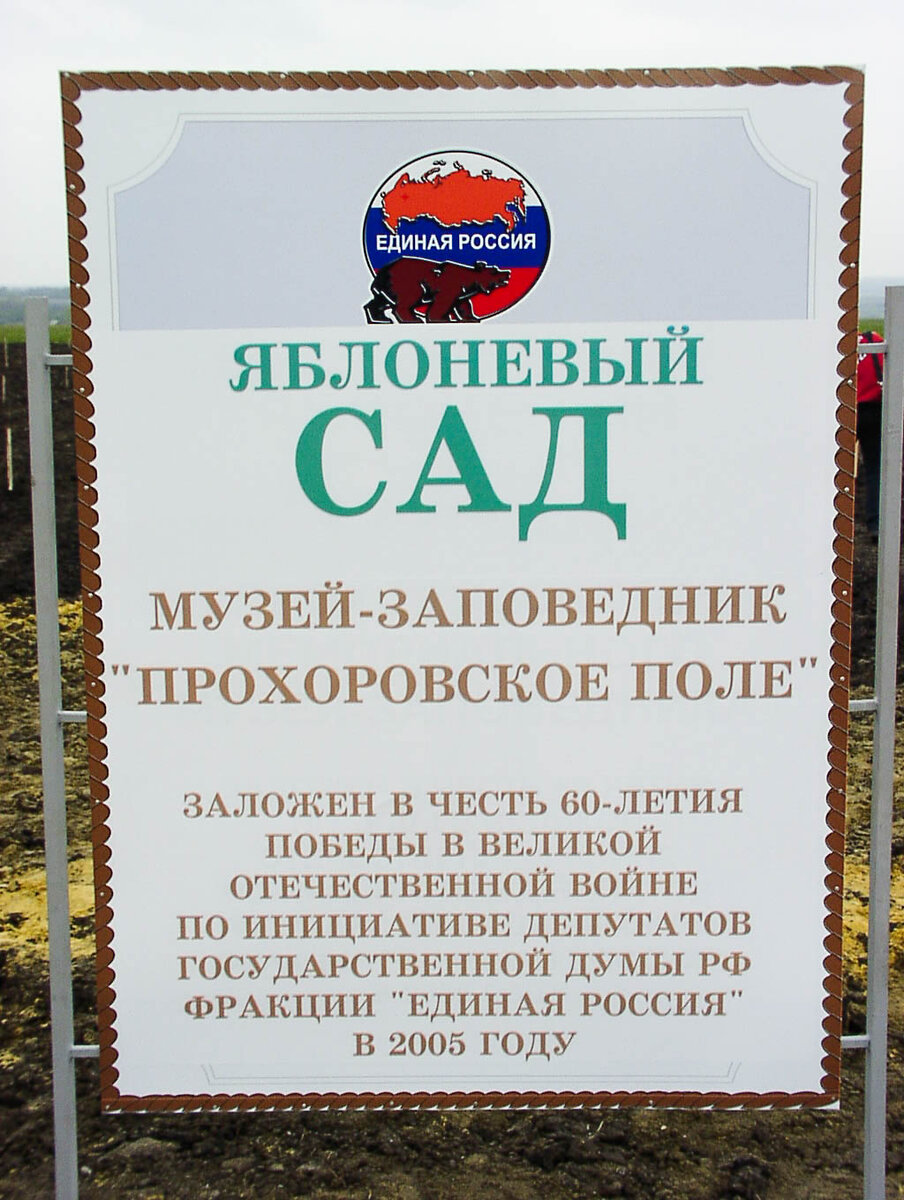 ЕДИНАЯ РОССИЯ
ЯБЛОНЕВЫЙ
САД
МУЗЕЙ-ЗАПОВЕДНИК
"ПРОХОРОВСКОЕ ПОЛЕ"
ЗАЛОЖЕН В ЧЕСТЬ 60-ЛЕТИЯ
ПОБЕДЫ В ВЕЛИКОЙ
ОТЕЧЕСТВЕННОЙ ВОЙНЕ
ПО ИНИЦИАТИВЕ ДЕПУТАТОВ
ГОСУДАРСТВЕННОЙ ДУМЫ РФ
ФРАКЦИИ "ЕДИНАЯ РОССИЯ"
В 2005 ГОДУ